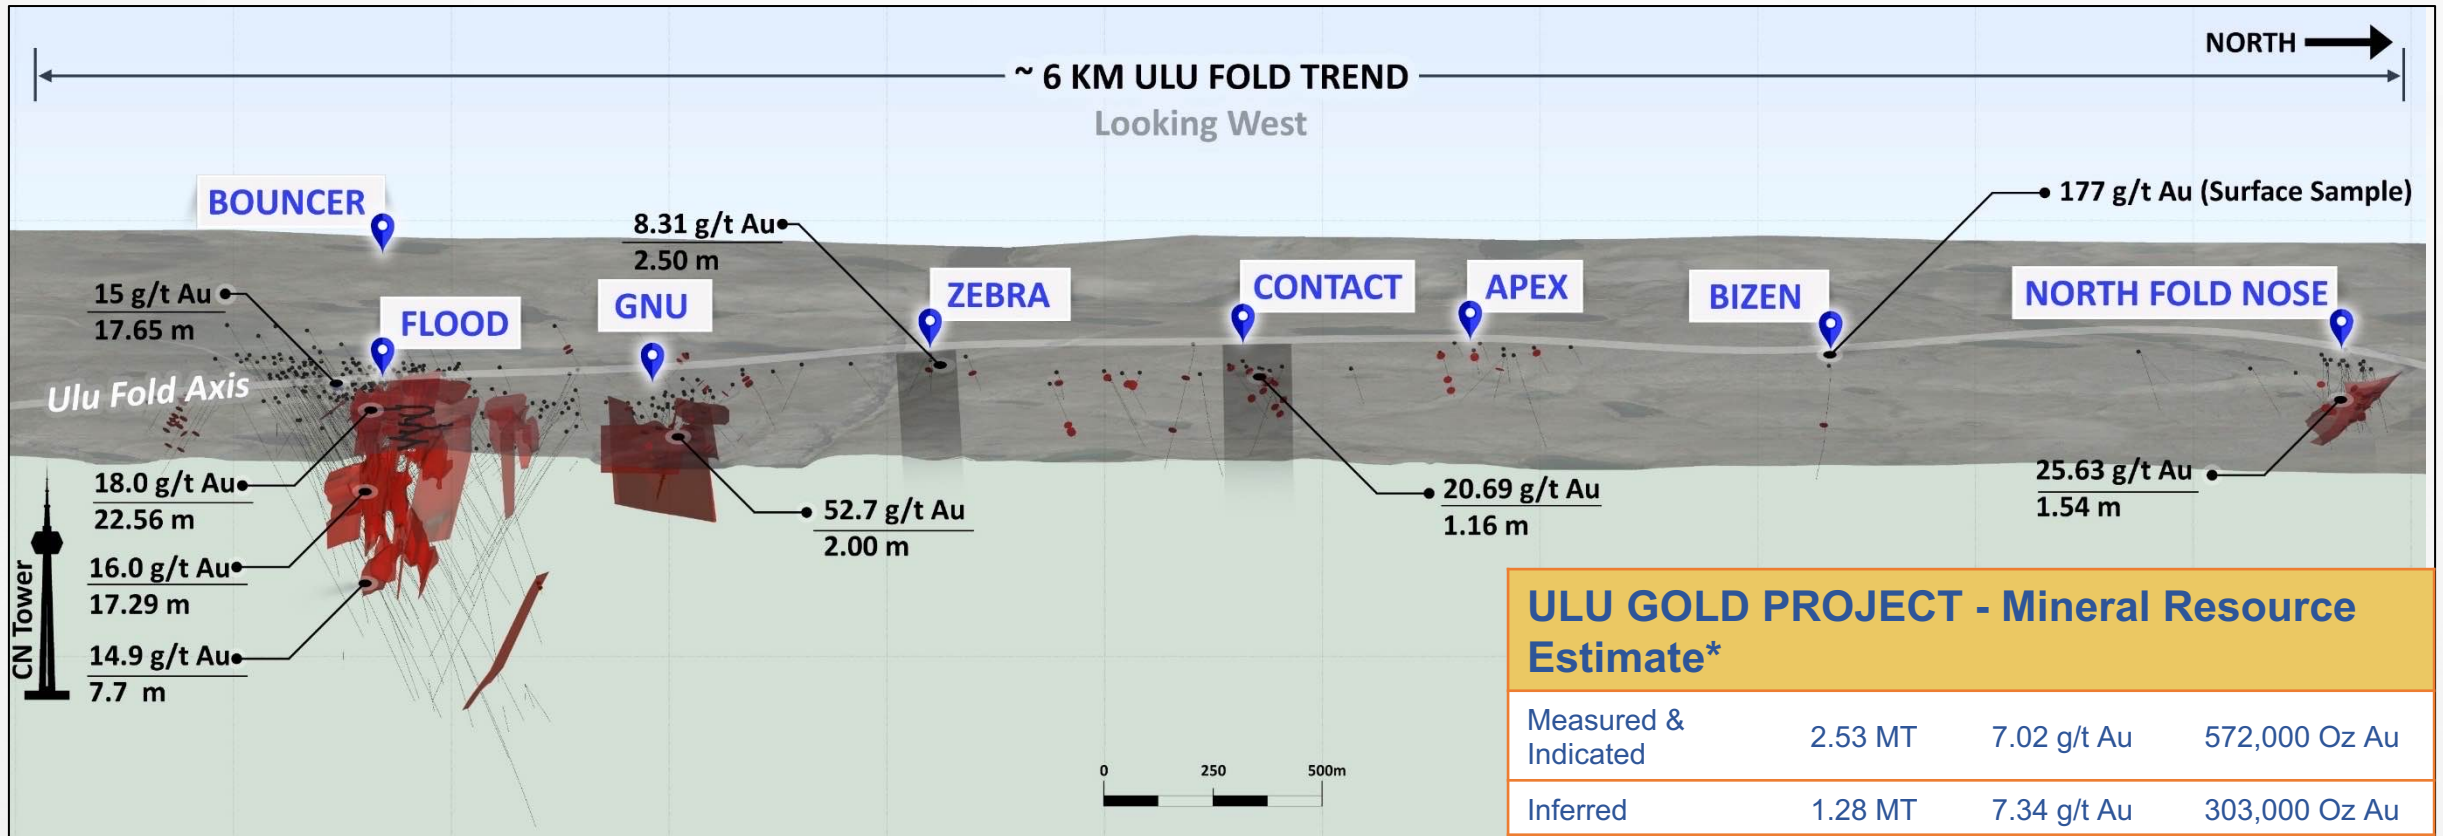 NORTH
~ 6 KM ULU FOLD TREND
Looking West
BOUNCER
177 g/t Au (Surface Sample)
8.31 g/t Au
2.50 m
15 g/t Au
17.65 m
FLOOD
GNU
ZEBRA
CONTACT
APEX
BIZEN
NORTH FOLD NOSE
Ulu Fold Axis
18.0 g/t Au
22.56 m
16.0 g/t Au
17.29 m
14.9 g/t Au
7.7 m
CN Tower
52.7 g/t Au
2.00 m
20.69 g/t Au
1.16 m
25.63 g/t Au
1.54 m
0 250 500m
ULU GOLD PROJECT - Mineral Resource
Estimate*
Measured &
Indicated
2.53 MT 7.02 g/t Au 572,000 Oz Au
Inferred 1.28 MT 7.34 g/t Au 303,000 Oz Au